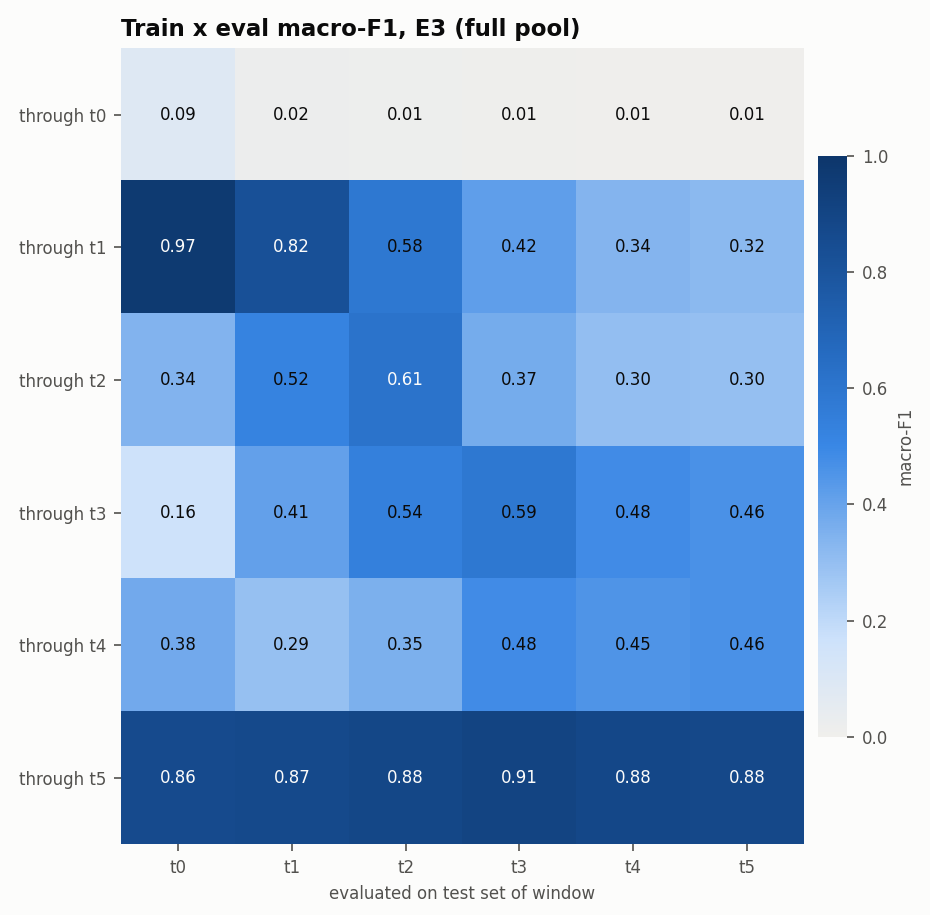 Train x eval macro-F1, E3 (full pool)
through t0 0.09 0.02 0.01 0.01 0.01 0.01
1.0
through t1 0.97 0.82 0.58 0.42 0.34 0.32
0.8
through t2 0.34 0.52 0.61 0.37 0.30 0.30
0.6
macro-F1
through t3 0.16 0.41 0.54 0.59 0.48 0.46
0.4
through t4 0.38 0.29 0.35 0.48 0.45 0.46
0.2
0.0
through t5 0.86 0.87 0.88 0.91 0.88 0.88
t0 t1 t2 t3 t4 t5
evaluated on test set of window